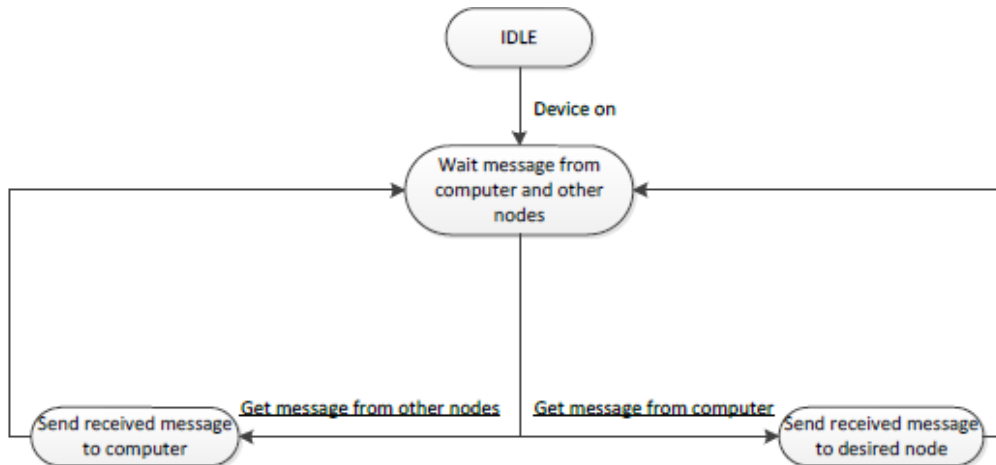 IDLE
Device on
Wait message from
computer and other
nodes
Get message from other nodes
Get message from computer
Send received message
to computer
Send received message
to desired node